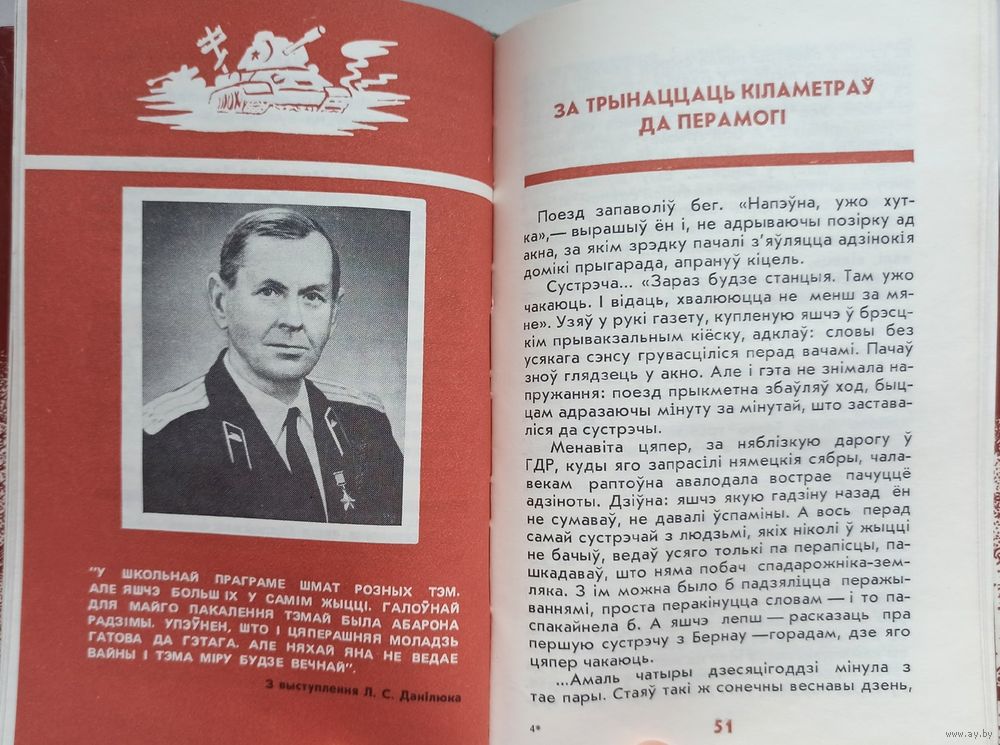 "У ШКОЛЬНАЙ ПРАГРАМЕ ШМАТ РОЗНЫХ ТЭМ.
АЛЕ ЯШЧЭ БОЛЬШ ІХ У САМІМ ЖЫЦЦІ. ГАЛОЎНАЙ
ДЛЯ МАЙГО ПАКАЛЕННЯ ТЭМАЙ БЫЛА АБАРОНА
РАДЗІМЫ. УПЭЎНЕН, ШТО І ЦЯПЕРАШНЯЯ МОЛАДЗЬ
ГАТОВА ДА ГЭТАГА. АЛЕ НЯХАЙ ЯНА НЕ ВЕДАЕ
ВАЙНЫ І ТЭМА МІРУ БУДЗЕ ВЕЧНАЙ".
З выступлення Л. С. Данілюка
ЗА ТРЫНАЦЦАЦЬ КІЛАМЕТРАЎ
ДА ПЕРАМОГІ
Поезд запаволіў бег. «Напэўна, ужо хут-
ка»,— вырашыў ён і, не адрываючы позірку ад
акна, за якім зрэдку пачалі з'яўляцца адзінокія
домікі прыгарада, апрануў кіцель.
Сустрэча... «Зараз будзе станцыя. Там ужо
чакаюць. І відаць, хвалююцца не менш за мя-
не». Узяў у рукі газету, купленую яшчэ ў брэсц-
кім прывакзальным кіёску, адклаў: словы без
усякага сэнсу грувасціліся перад вачамі. Пачаў
зноў глядзець у акно. Але і гэта не знімала на-
пружання: поезд прыкметна збаўляў ход, быц-
цам адразаючы мінуту за мінутай, што застава-
ліся да сустрэчы.
Менавіта цяпер, за няблізкую дарогу ў
ГДР, куды яго запрасілі нямецкія сябры, чала-
векам раптоўна авалодала вострае пачуццё
адзіноты. Дзіўна: яшчэ якую гадзіну назад ён
не сумаваў, не давалі ўспаміны. А вось перад
самай сустрэчай з людзьмі, якіх ніколі ў жыцці
не бачыў, ведаў усяго толькі па перапісцы, па-
шкадаваў, што няма побач спадарожніка-зем-
ляка. З ім можна было б падзяліцца перажы-
ваннямі, проста перакінуцца словам — і то па-
спакайнела б. А яшчэ лепш — расказаць пра
першую сустрэчу з Бернау —горадам, дзе яго
цяпер чакаюць.
...Амаль чатыры дзесяцігоддзі мінула з
тае пары. Стаяў такі ж сонечны веснавы дзень,
4*
51
www.ay.by